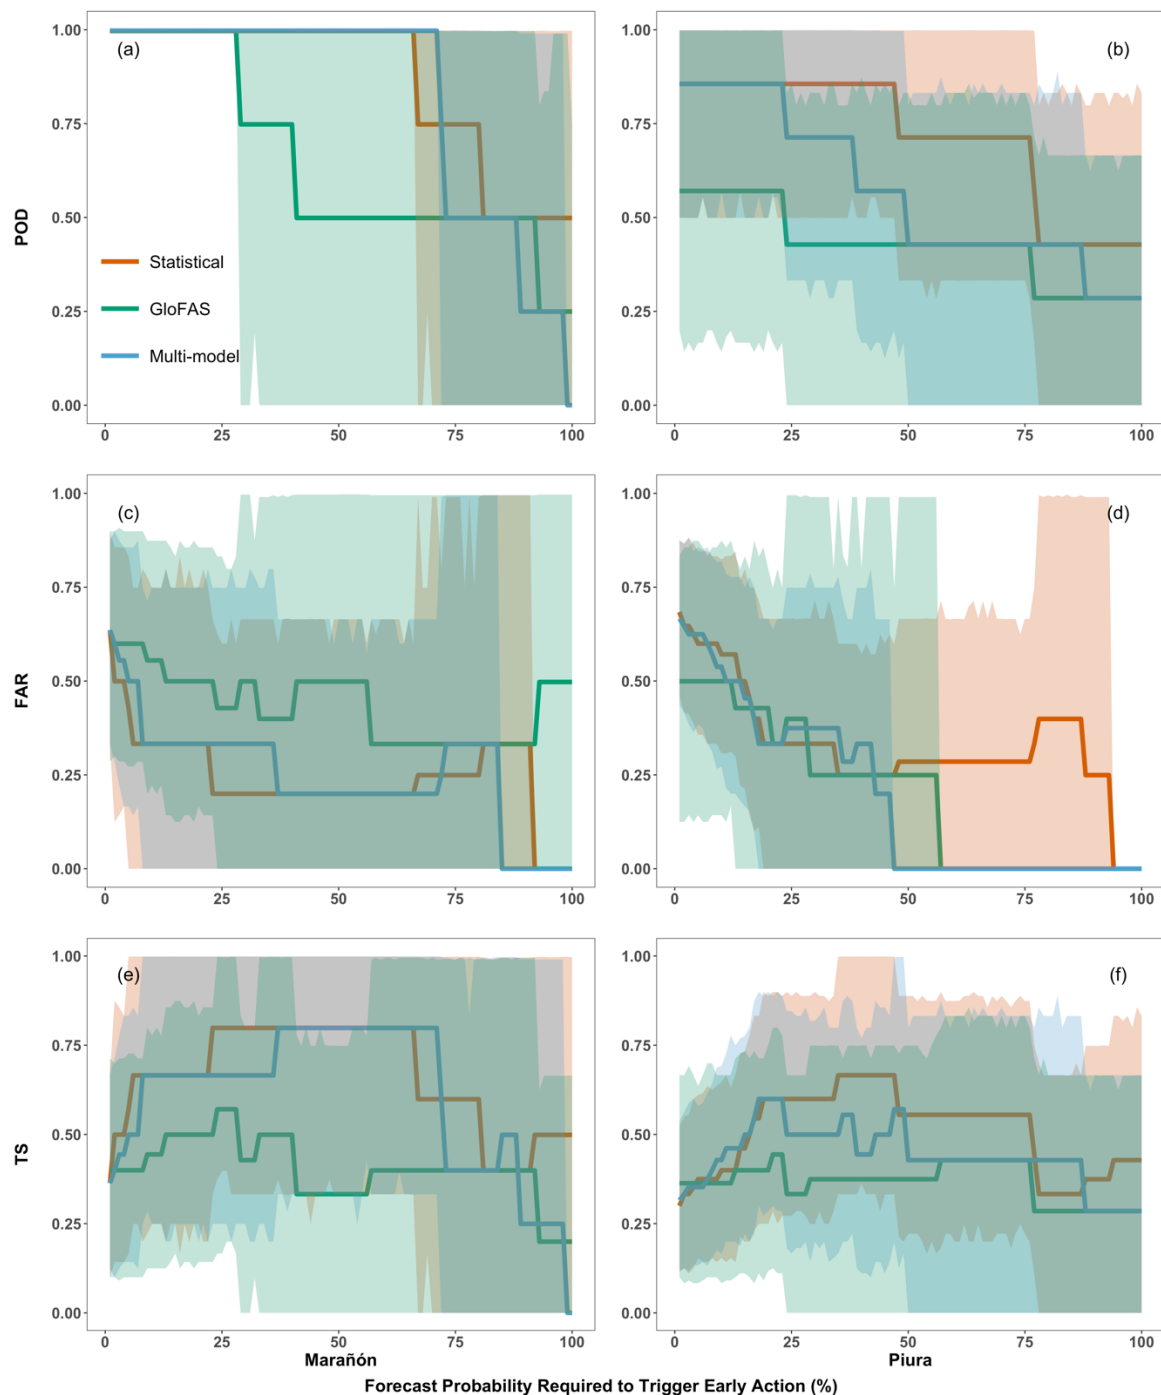 1.00
0.75
0.50
0.25
0.00
POD
(a)
Statistical
GloFAS
Multi-model
0 25 50 75 100
1.00
0.75
0.50
0.25
0.00
(b)
0 25 50 75 100
1.00
0.75
0.50
0.25
0.00
FAR
(c)
0 25 50 75 100
1.00
0.75
0.50
0.25
0.00
(d)
0 25 50 75 100
1.00
0.75
0.50
0.25
0.00
TS
(e)
0 25 50 75 100
Marañón
1.00
0.75
0.50
0.25
0.00
(f)
0 25 50 75 100
Piura
Forecast Probability Required to Trigger Early Action (%)